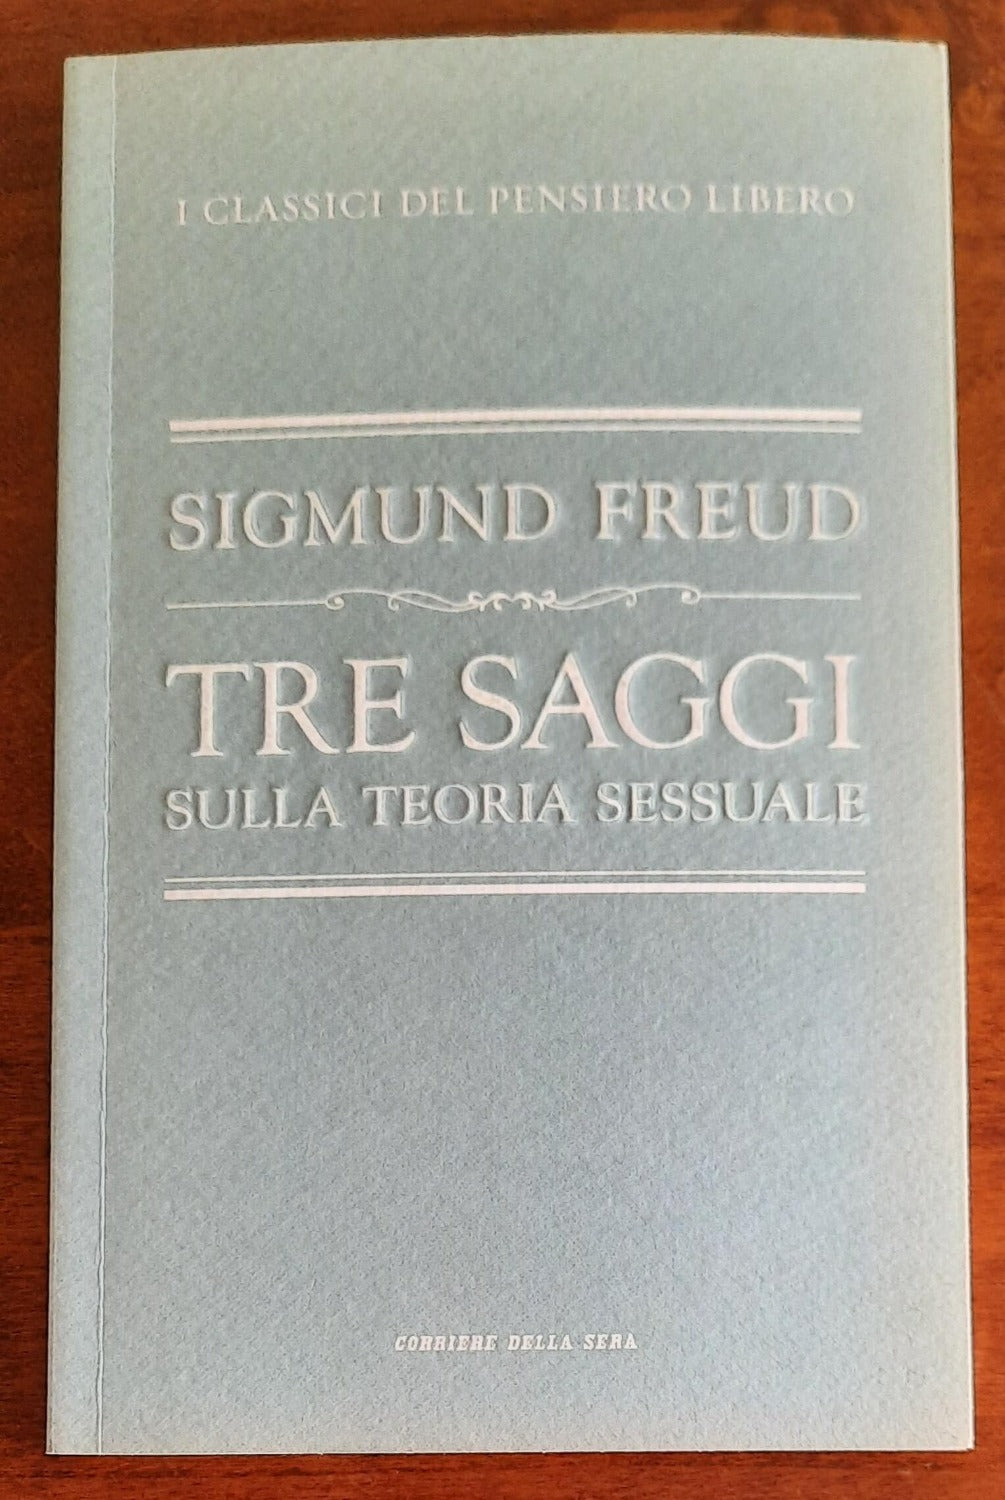 I CLASSICI DEL PENSIERO LIBERO
SIGMUND FREUD
TRE SAGGI
SULLA TEORIA SESSUALE
CORRIERE DELLA SERA